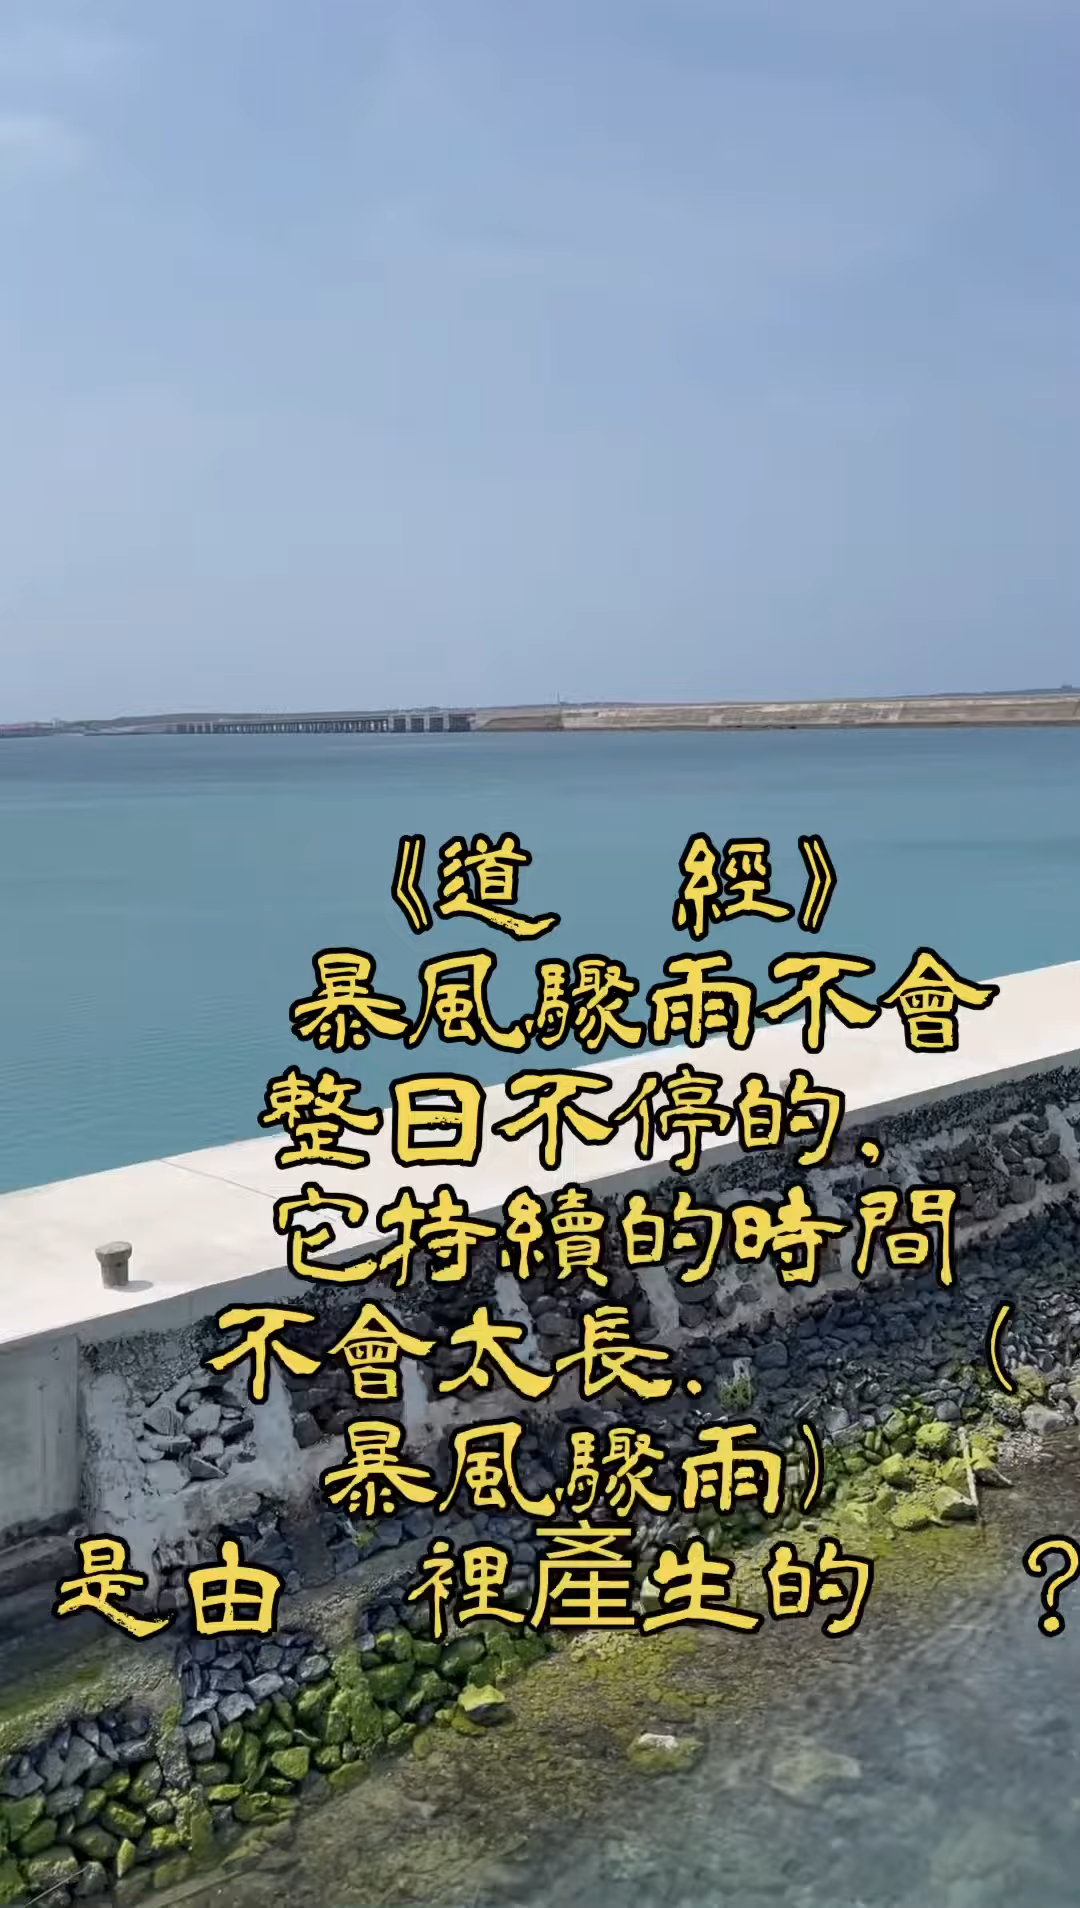 《道 經》
暴風驟雨不會
整日不停的,
它持續的時間
不會太長. (
暴風驟雨)
是由 裡產生的 ?